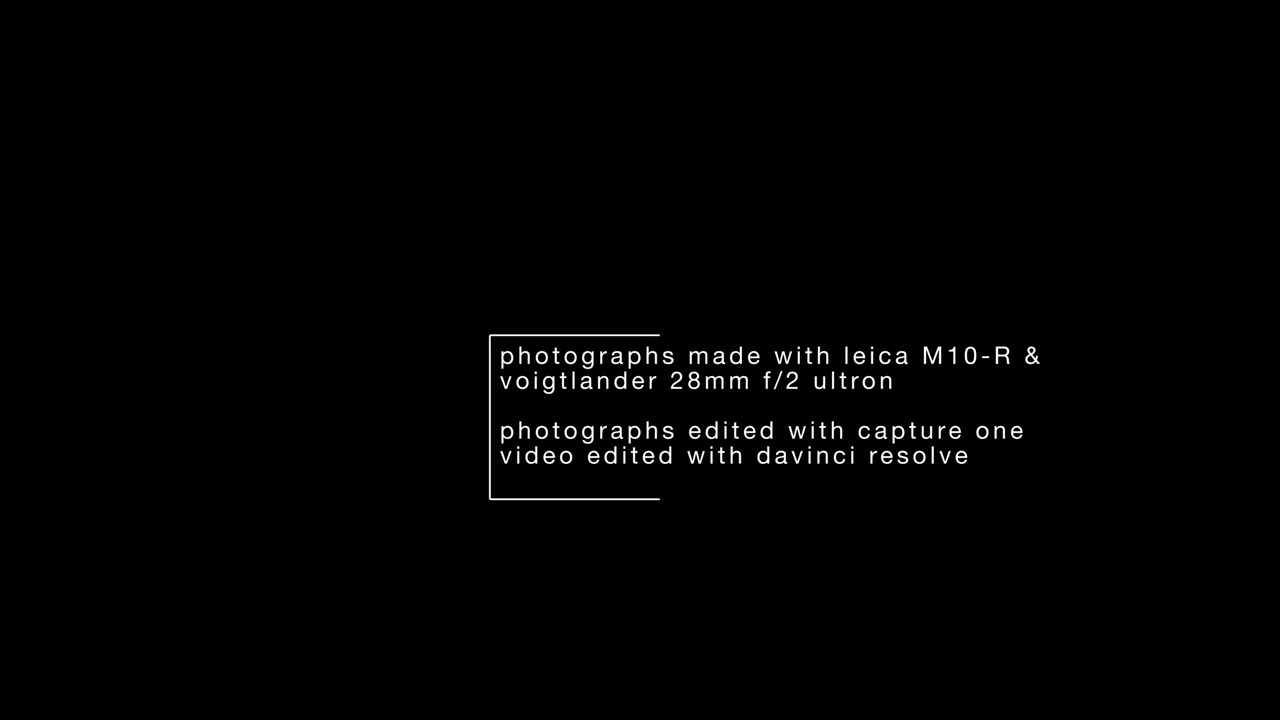 photographs made with leica M10-R &
voigtlander 28mm f/2 ultron
photographs edited with capture one
video edited with davinci resolve